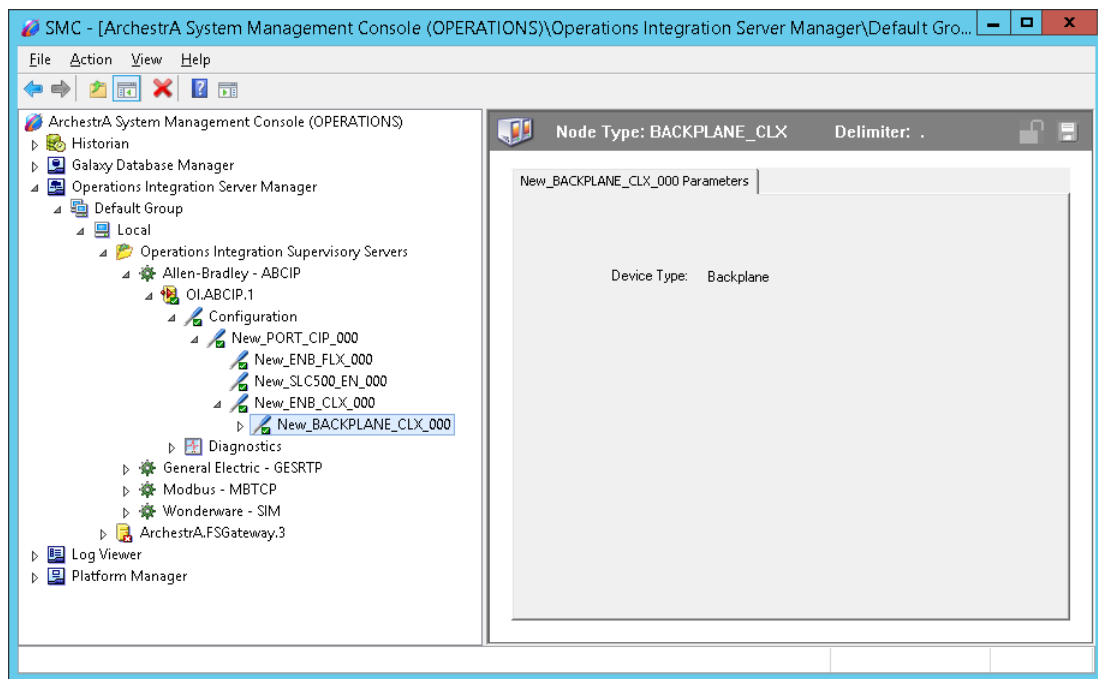 SMC - [ArchestrA System Management Console (OPERATIONS)\Operations Integration Server Manager\Default Gro...
File Action View Help
ArchestrA System Management Console (OPERATIONS)
Historian
Galaxy Database Manager
Operations Integration Server Manager
Default Group
Local
Operations Integration Supervisory Servers
Allen-Bradley - ABCIP
OI.ABCIP.1
Configuration
New_PORT_CIP_000
New_ENB_FLX_000
New_SLC500_EN_000
New_ENB_CLX_000
New_BACKPLANE_CLX_000
Diagnostics
General Electric - GESRTP
Modbus - MBTCP
Wonderware - SIM
ArchestrA.FSGateway.3
Log Viewer
Platform Manager
Node Type: BACKPLANE_CLX Delimiter: .
New_BACKPLANE_CLX_000 Parameters
Device Type: Backplane